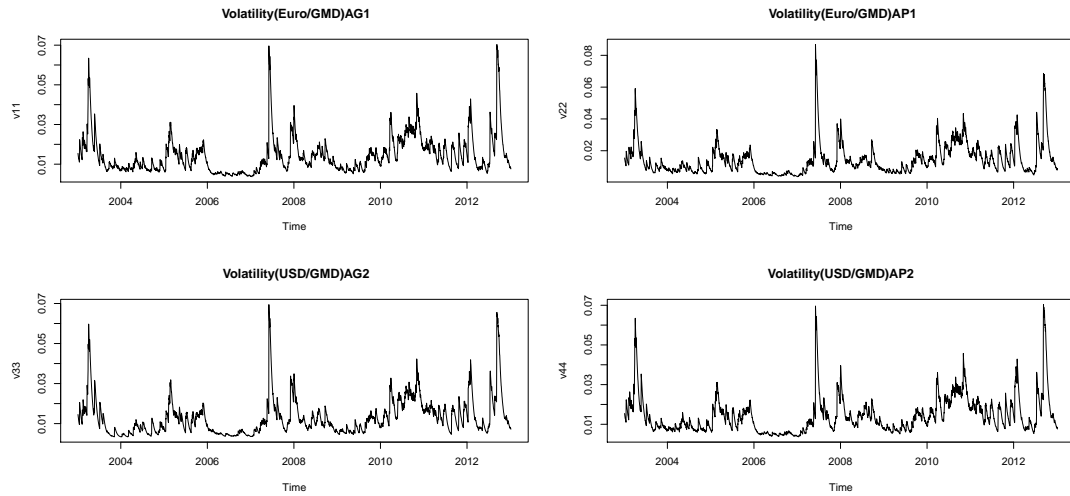 Volatility(Euro/GMD)AG1
v11
0.01 0.03 0.05 0.07
2004 2006 2008 2010 2012
Time
Volatility(Euro/GMD)AP1
v22
0.02 0.04 0.06 0.08
2004 2006 2008 2010 2012
Time
Volatility(USD/GMD)AG2
v33
0.01 0.03 0.05 0.07
2004 2006 2008 2010 2012
Time
Volatility(USD/GMD)AP2
v44
0.01 0.03 0.05 0.07
2004 2006 2008 2010 2012
Time